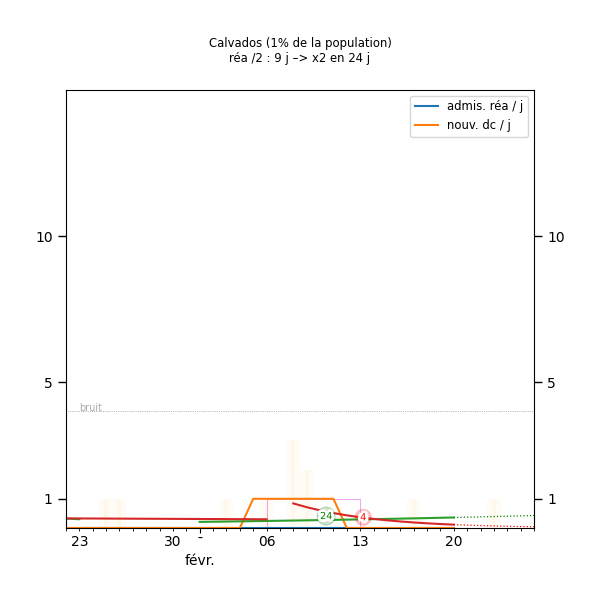 Calvados (1% de la population)
réa /2 : 9 j –> x2 en 24 j
admis. réa / j
nouv. dc / j
10
10
5
5
bruit
1
1
24
4
23
30
-
06
13
20
févr.